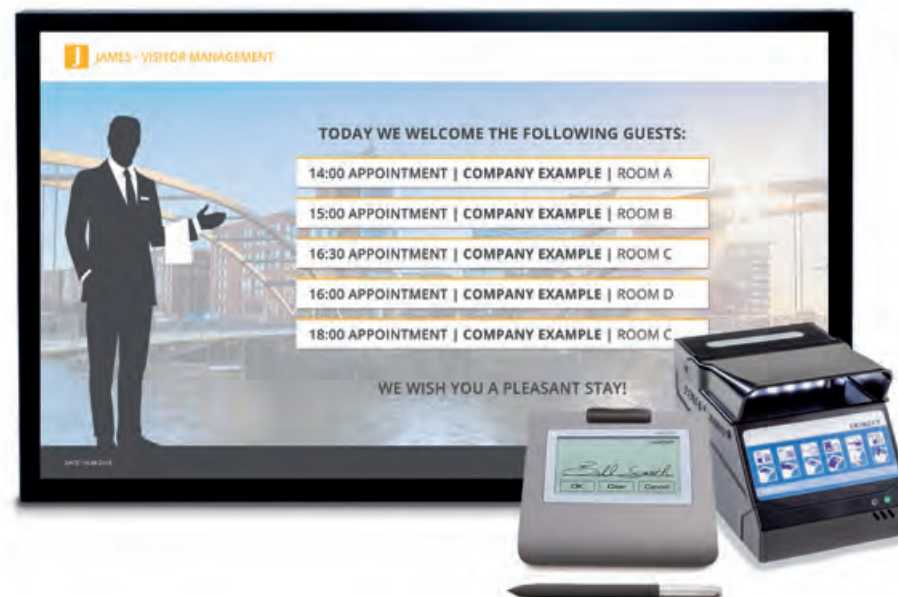 J JAMES · VISITOR MANAGEMENT
TODAY WE WELCOME THE FOLLOWING GUESTS:
14:00 APPOINTMENT | COMPANY EXAMPLE | ROOM A
15:00 APPOINTMENT | COMPANY EXAMPLE | ROOM B
16:30 APPOINTMENT | COMPANY EXAMPLE | ROOM C
16:00 APPOINTMENT | COMPANY EXAMPLE | ROOM D
18:00 APPOINTMENT | COMPANY EXAMPLE | ROOM C
WE WISH YOU A PLEASANT STAY!
Bill Smith
OK Clear Cancel